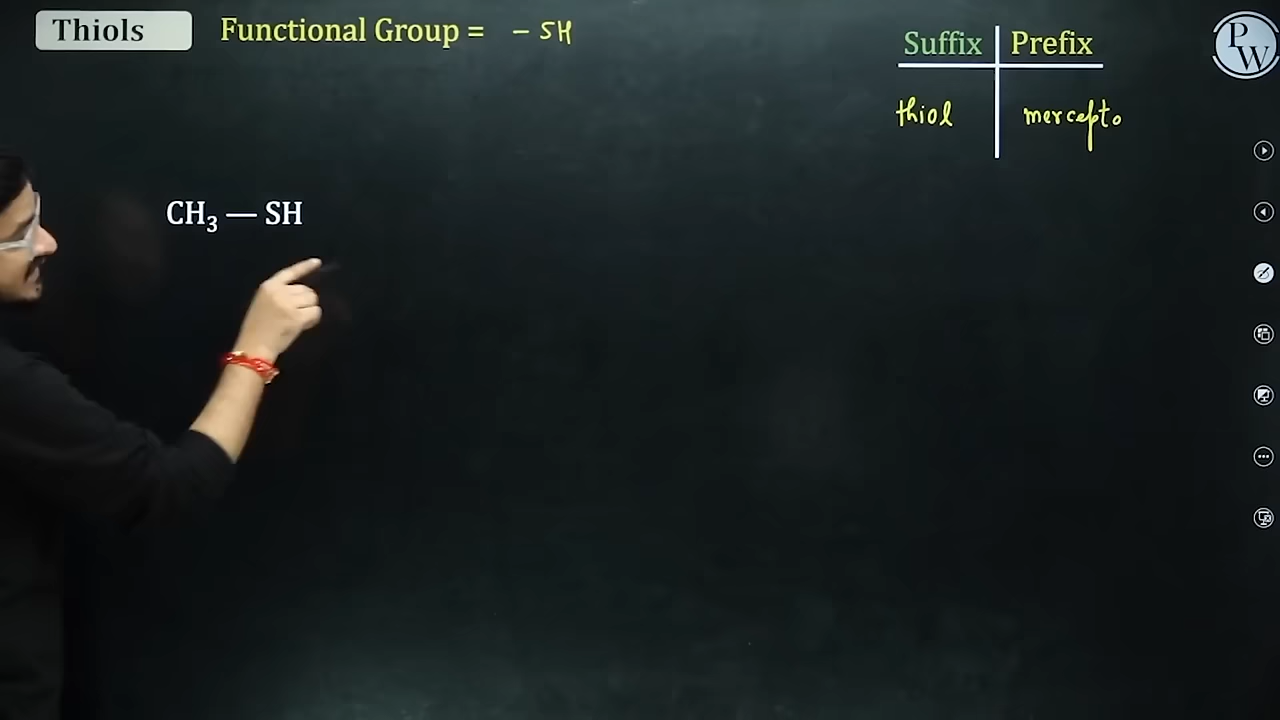 Thiols Functional Group = – SH
Suffix Prefix
thiol mercapto
CH₃ — SH
PW